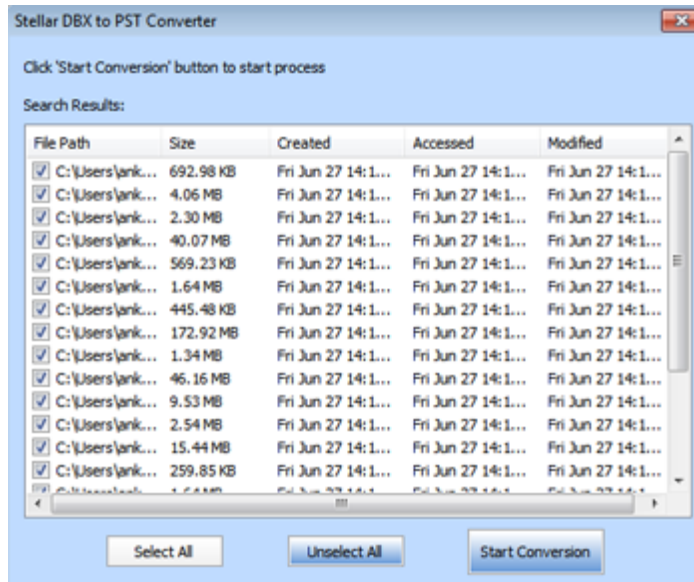 Stellar DBX to PST Converter
Click 'Start Conversion' button to start process
Search Results:
File Path Size Created Accessed Modified
C:\Users\ank... 692.98 KB Fri Jun 27 14:1... Fri Jun 27 14:1... Fri Jun 27 14:1...
C:\Users\ank... 4.06 MB Fri Jun 27 14:1... Fri Jun 27 14:1... Fri Jun 27 14:1...
C:\Users\ank... 2.30 MB Fri Jun 27 14:1... Fri Jun 27 14:1... Fri Jun 27 14:1...
C:\Users\ank... 40.07 MB Fri Jun 27 14:1... Fri Jun 27 14:1... Fri Jun 27 14:1...
C:\Users\ank... 569.23 KB Fri Jun 27 14:1... Fri Jun 27 14:1... Fri Jun 27 14:1...
C:\Users\ank... 1.64 MB Fri Jun 27 14:1... Fri Jun 27 14:1... Fri Jun 27 14:1...
C:\Users\ank... 445.48 KB Fri Jun 27 14:1... Fri Jun 27 14:1... Fri Jun 27 14:1...
C:\Users\ank... 172.92 MB Fri Jun 27 14:1... Fri Jun 27 14:1... Fri Jun 27 14:1...
C:\Users\ank... 1.34 MB Fri Jun 27 14:1... Fri Jun 27 14:1... Fri Jun 27 14:1...
C:\Users\ank... 46.16 MB Fri Jun 27 14:1... Fri Jun 27 14:1... Fri Jun 27 14:1...
C:\Users\ank... 9.53 MB Fri Jun 27 14:1... Fri Jun 27 14:1... Fri Jun 27 14:1...
C:\Users\ank... 2.54 MB Fri Jun 27 14:1... Fri Jun 27 14:1... Fri Jun 27 14:1...
C:\Users\ank... 15.44 MB Fri Jun 27 14:1... Fri Jun 27 14:1... Fri Jun 27 14:1...
C:\Users\ank... 259.85 KB Fri Jun 27 14:1... Fri Jun 27 14:1... Fri Jun 27 14:1...
Select All Unselect All Start Conversion